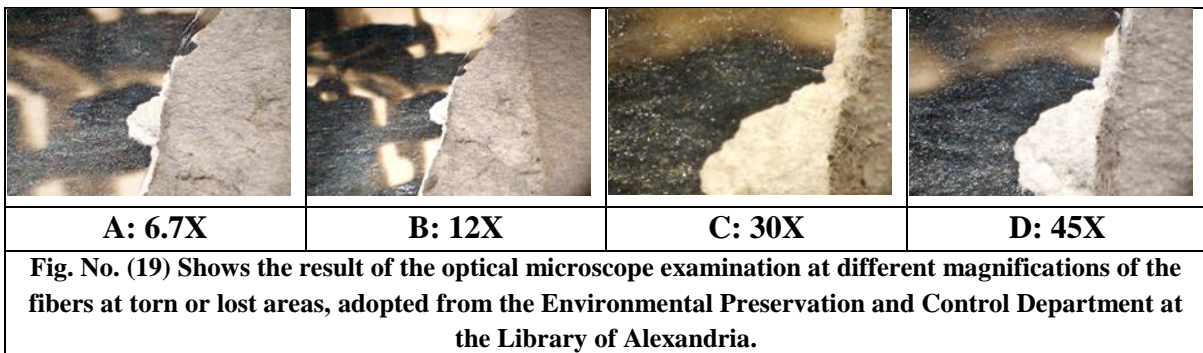 A: 6.7X
B: 12X
C: 30X
D: 45X
Fig. No. (19) Shows the result of the optical microscope examination at different magnifications of the
fibers at torn or lost areas, adopted from the Environmental Preservation and Control Department at
the Library of Alexandria.